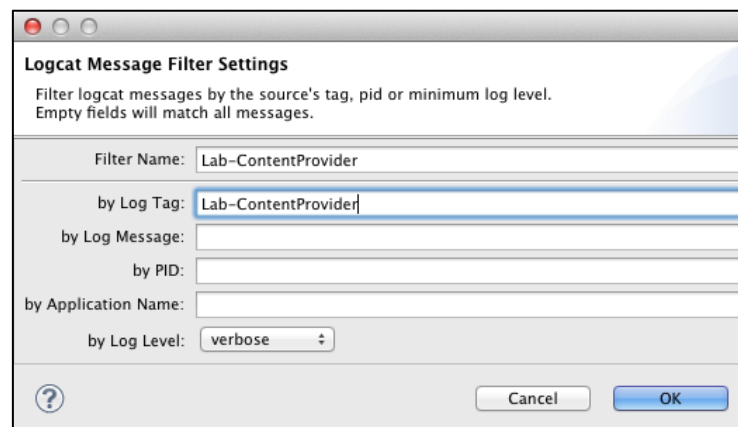 Logcat Message Filter Settings
Filter logcat messages by the source's tag, pid or minimum log level.
Empty fields will match all messages.
Filter Name: Lab-ContentProvider
by Log Tag: Lab-ContentProvider
by Log Message:
by PID:
by Application Name:
by Log Level: verbose
? Cancel OK